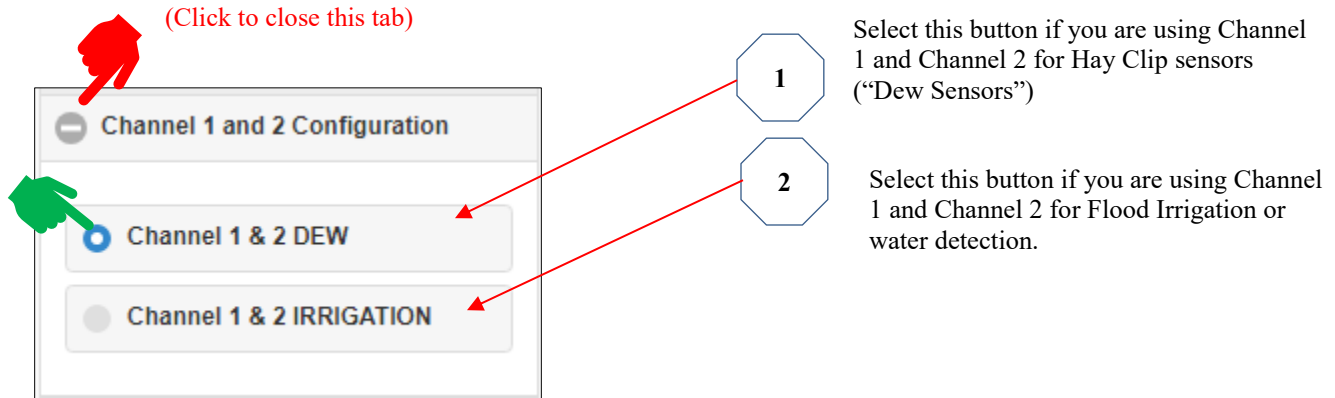 (Click to close this tab)
Channel 1 and 2 Configuration
Channel 1 & 2 DEW
Channel 1 & 2 IRRIGATION
1
Select this button if you are using Channel
1 and Channel 2 for Hay Clip sensors
(“Dew Sensors”)
2
Select this button if you are using Channel
1 and Channel 2 for Flood Irrigation or
water detection.